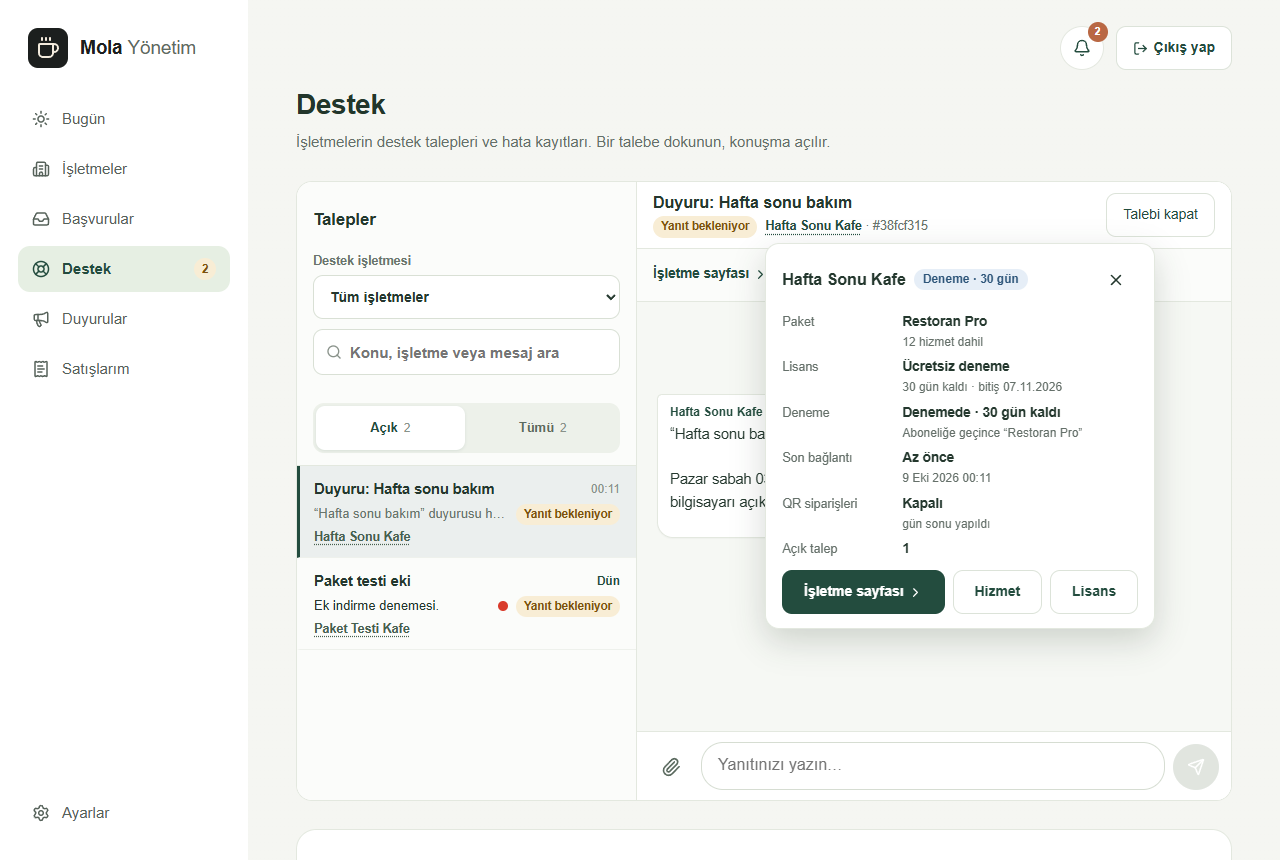 Mola Yönetim
Bugün
İşletmeler
Başvurular
Destek 2
Duyurular
Satışlarım
Ayarlar
2
Çıkış yap
Destek
İşletmelerin destek talepleri ve hata kayıtları. Bir talebe dokunun, konuşma açılır.
Talepler
Destek işletmesi
Tüm işletmeler
Konu, işletme veya mesaj ara
Açık 2
Tümü 2
Duyuru: Hafta sonu bakım 00:11
“Hafta sonu bakım” duyurusu h… Yanıt bekleniyor
Hafta Sonu Kafe
Paket testi eki Dün
Ek indirme denemesi. Yanıt bekleniyor
Paket Testi Kafe
Duyuru: Hafta sonu bakım
Yanıt bekleniyor Hafta Sonu Kafe · #38fcf315
Talebi kapat
İşletme sayfası
Hafta Sonu Kafe
“Hafta sonu ba
Pazar sabah 0
bilgisayarı açık
Hafta Sonu Kafe Deneme · 30 gün
Paket Restoran Pro
12 hizmet dahil
Lisans Ücretsiz deneme
30 gün kaldı · bitiş 07.11.2026
Deneme Denemede · 30 gün kaldı
Aboneliğe geçince “Restoran Pro”
Son bağlantı Az önce
9 Eki 2026 00:11
QR siparişleri Kapalı
gün sonu yapıldı
Açık talep 1
İşletme sayfası
Hizmet
Lisans
Yanıtınızı yazın…